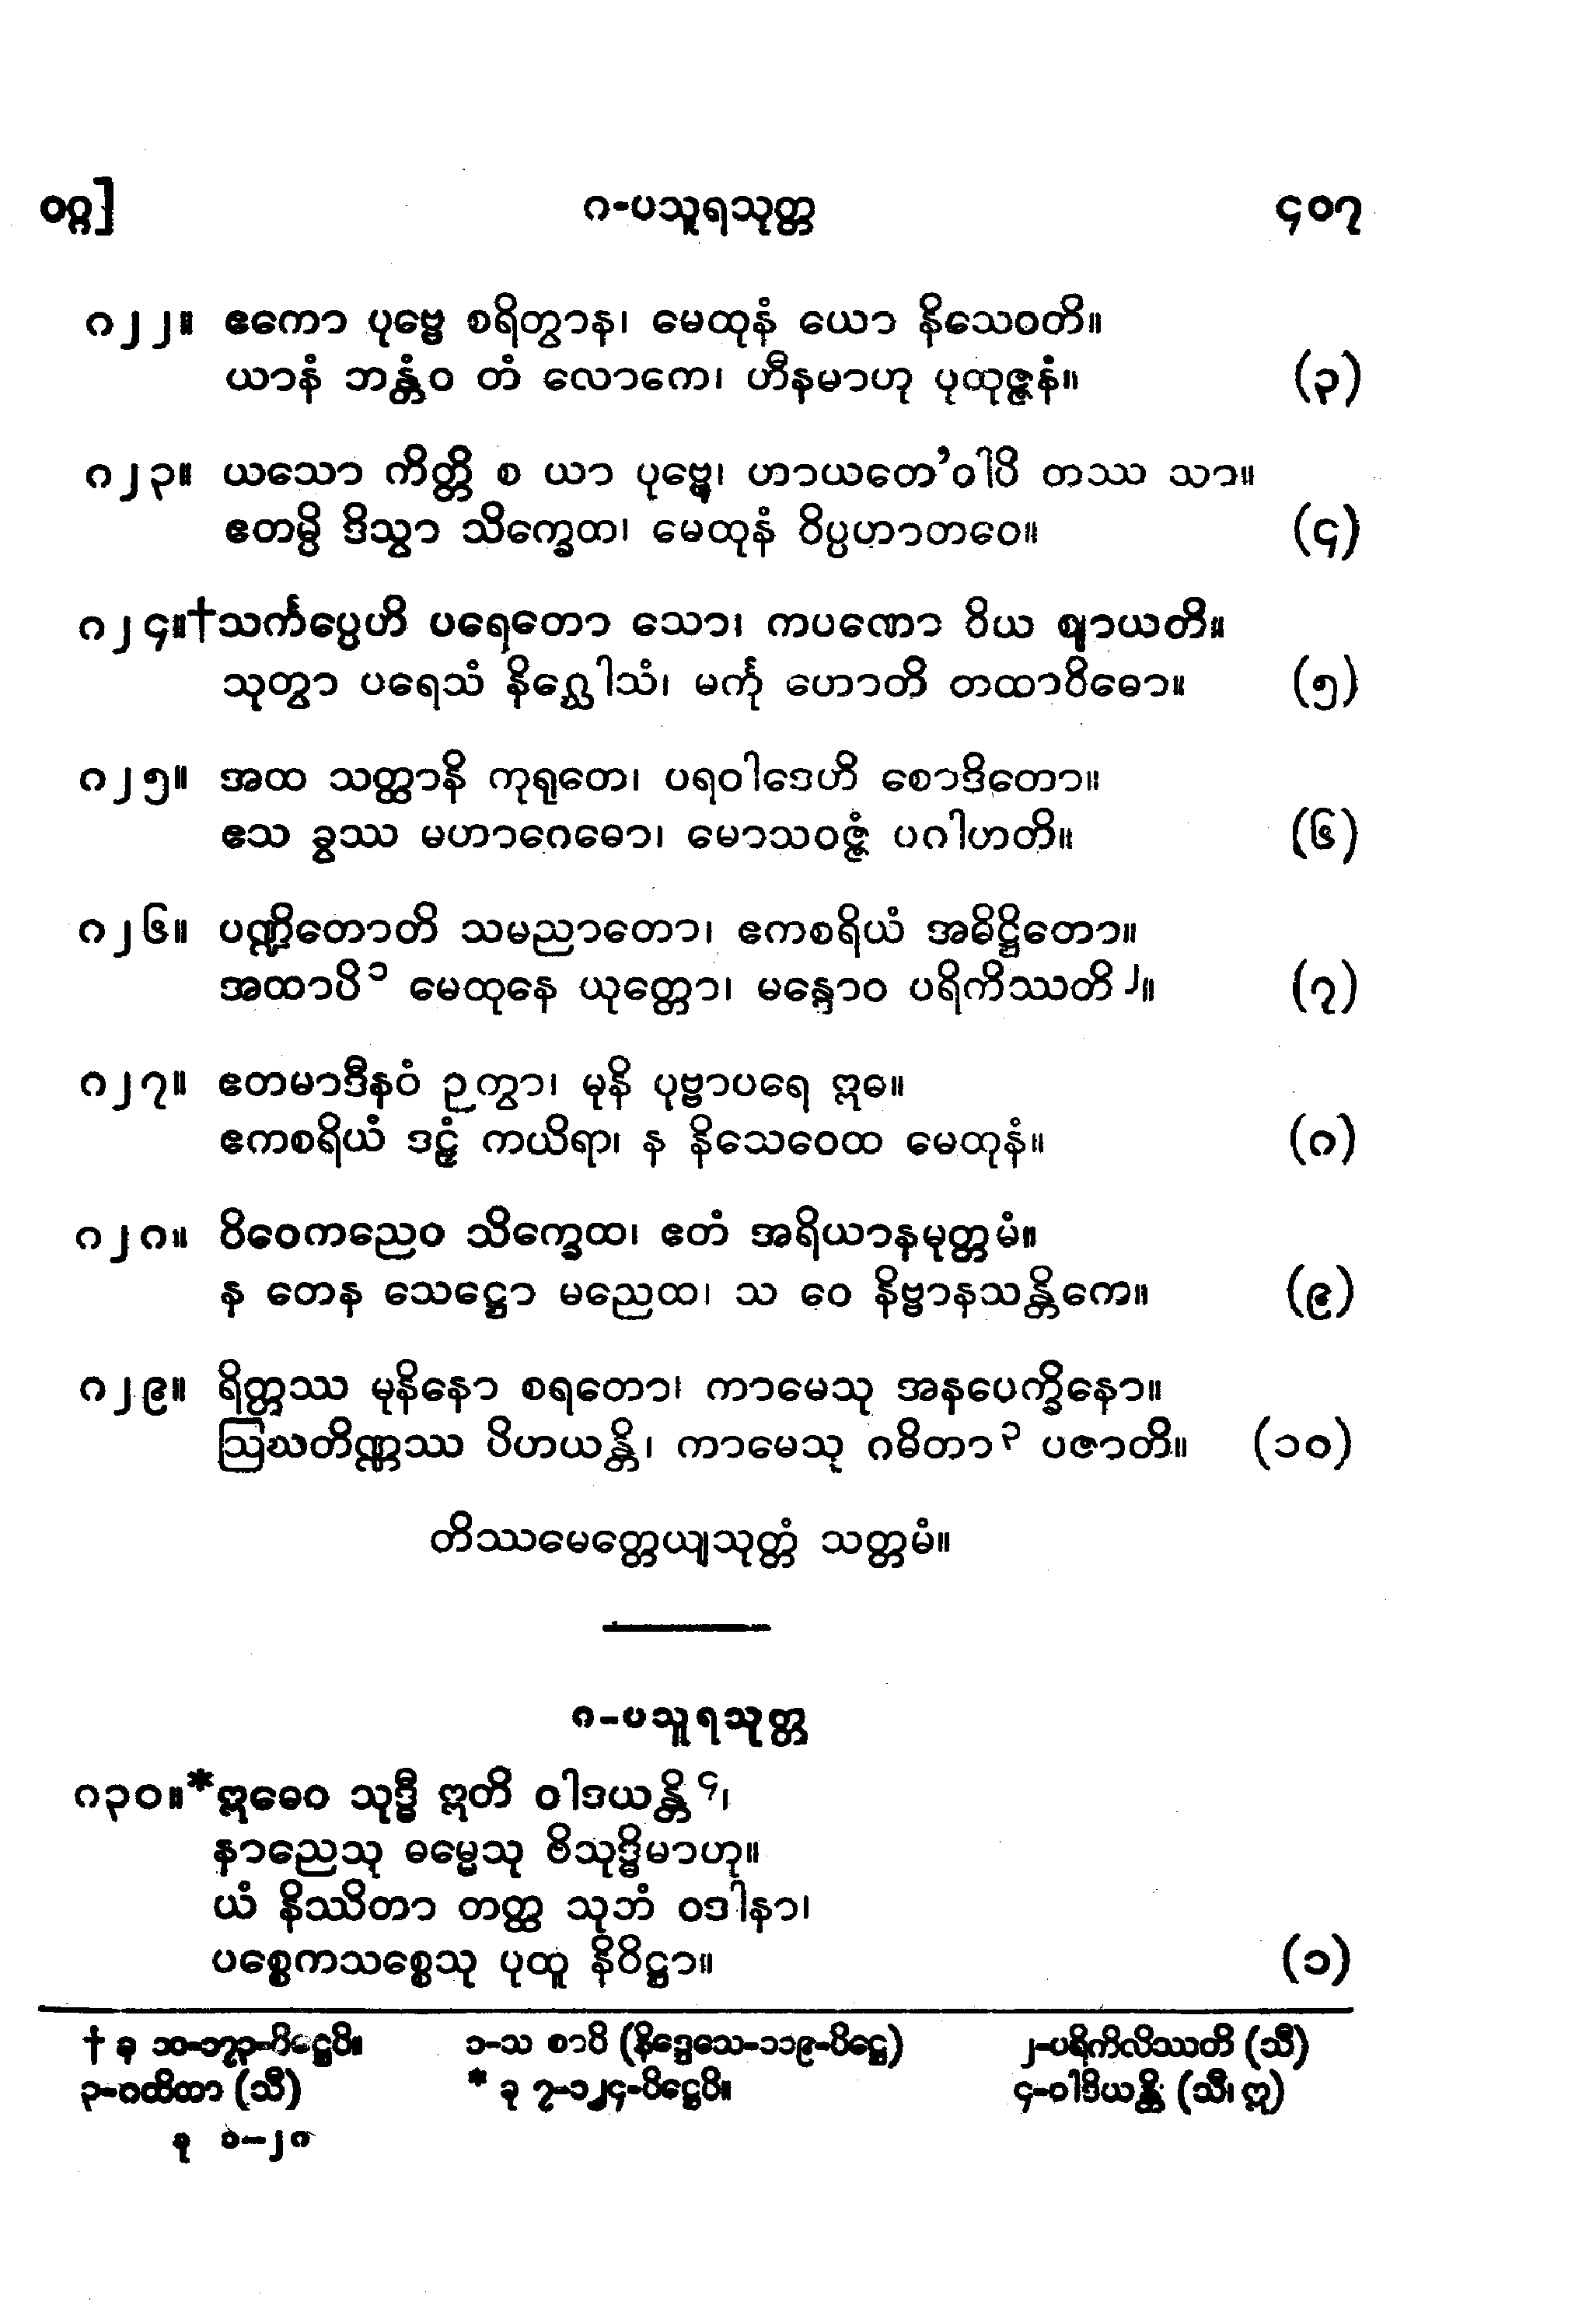 ဝဂ္ဂ] ၈-ပသူရသုတ္တ ၄၀၇
၈၂၂။ ဧကော ပုဗ္ဗေ စရိတွာန၊ မေထုနံ ယော နိသေဝတိ။
ယာနံ ဘန္တံဝ တံ လောကေ၊ ဟီနမာဟု ပုထုဇ္ဇနံ။ (၃)
၈၂၃။ ယသော ကိတ္တိ စ ယာ ပုဗ္ဗေ၊ ဟာယတေ’ဝါပိ တဿ သာ။
ဧတမ္ပိ ဒိသွာ သိက္ခေထ၊ မေထုနံ ဝိပ္ပဟာတဝေ။ (၄)
၈၂၄။†သင်္ကပ္ပေဟိ ပရေတော သော၊ ကပဏော ဝိယ ဈာယတိ။
သုတွာ ပရေသံ နိဂ္ဃေါသံ၊ မင်္ကု ဟောတိ တထာဝိဓော။ (၅)
၈၂၅။ အထ သတ္ထာနိ ကုရုတေ၊ ပရဝါဒေဟိ စောဒိတော။
ဧသ ခွဿ မဟာဂေဓော၊ မောသဝဇ္ဇံ ပဂါဟတိ။ (၆)
၈၂၆။ ပဏ္ဍိတောတိ သမညာတော၊ ဧကစရိယံ အဓိဋ္ဌိတော။
အထာပိ၁ မေထုနေ ယုတ္တော၊ မန္ဒောဝ ပရိကိဿတိ၂။ (၇)
၈၂၇။ ဧတမာဒီနဝံ ဉတွာ၊ မုနိ ပုဗ္ဗာပရေ ဣဓ။
ဧကစရိယံ ဒဠှံ ကယိရာ၊ န နိသေဝေထ မေထုနံ။ (၈)
၈၂၈။ ဝိဝေကညေဝ သိက္ခေထ၊ ဧတံ အရိယာနမုတ္တမံ။
န တေန သေဋ္ဌော မညေထ၊ သ ဝေ နိဗ္ဗာနသန္တိကေ။ (၉)
၈၂၉။ ရိတ္တဿ မုနိနော စရတော၊ ကာမေသု အနပေက္ခိနော။
ဩဃတိဏ္ဏဿ ပိဟယန္တိ၊ ကာမေသု ဂဓိတာ၃ ပဇာတိ။ (၁၀)
တိဿမေတ္တေယျသုတ္တံ သတ္တမံ။
၈-ပသူရသုတ္တ
၈၃၀။*ဣဓေဝ သုဒ္ဓိ ဣတိ ဝါဒယန္တိ၄၊
နာညေသု ဓမ္မေသု ဝိသုဒ္ဓိမာဟု။
ယံ နိဿိတာ တတ္ထ သုဘံ ဝဒါနာ၊
ပစ္စေကသစ္စေသု ပုထူ နိဝိဋ္ဌာ။ (၁)
† ခု ပိဋ္ဌေပိ။ ၁-သ စာပိ (နိဒ္ဒေသေ-၁၁၉-ပိဋ္ဌေ) ၂-ပရိကိလိဿတိ (သီ)
၃-ဂထိတာ (သီ) * ခု ၇-၁၂၄-ပိဋ္ဌေပိ။ ၄-ဝါဒိယန္တိ (သီ၊ ဣ)
ခု ၁-၂၈